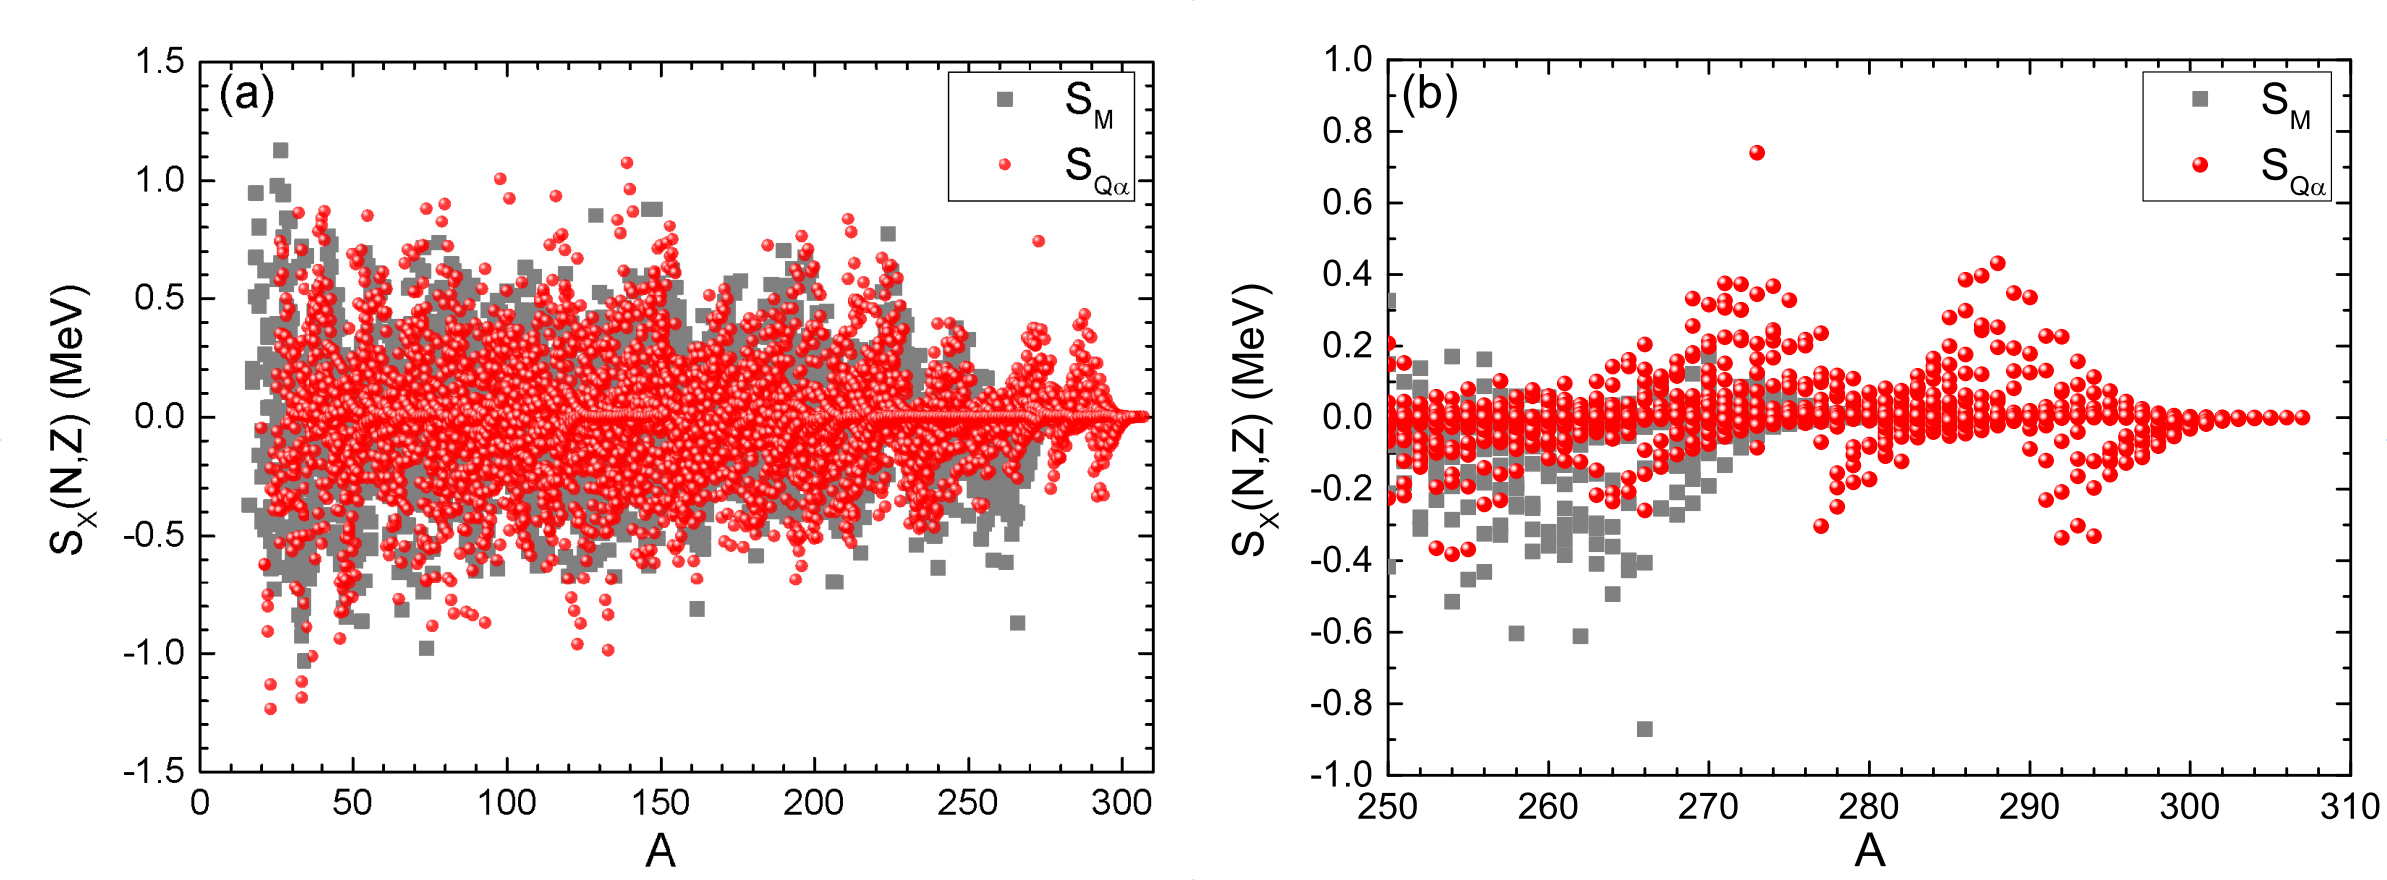 (a)
S_M
S_Qα
1.5
1.0
0.5
0.0
-0.5
-1.0
-1.5
S_X(N,Z) (MeV)
0 50 100 150 200 250 300
A
(b)
S_M
S_Qα
1.0
0.8
0.6
0.4
0.2
0.0
-0.2
-0.4
-0.6
-0.8
-1.0
S_X(N,Z) (MeV)
250 260 270 280 290 300 310
A